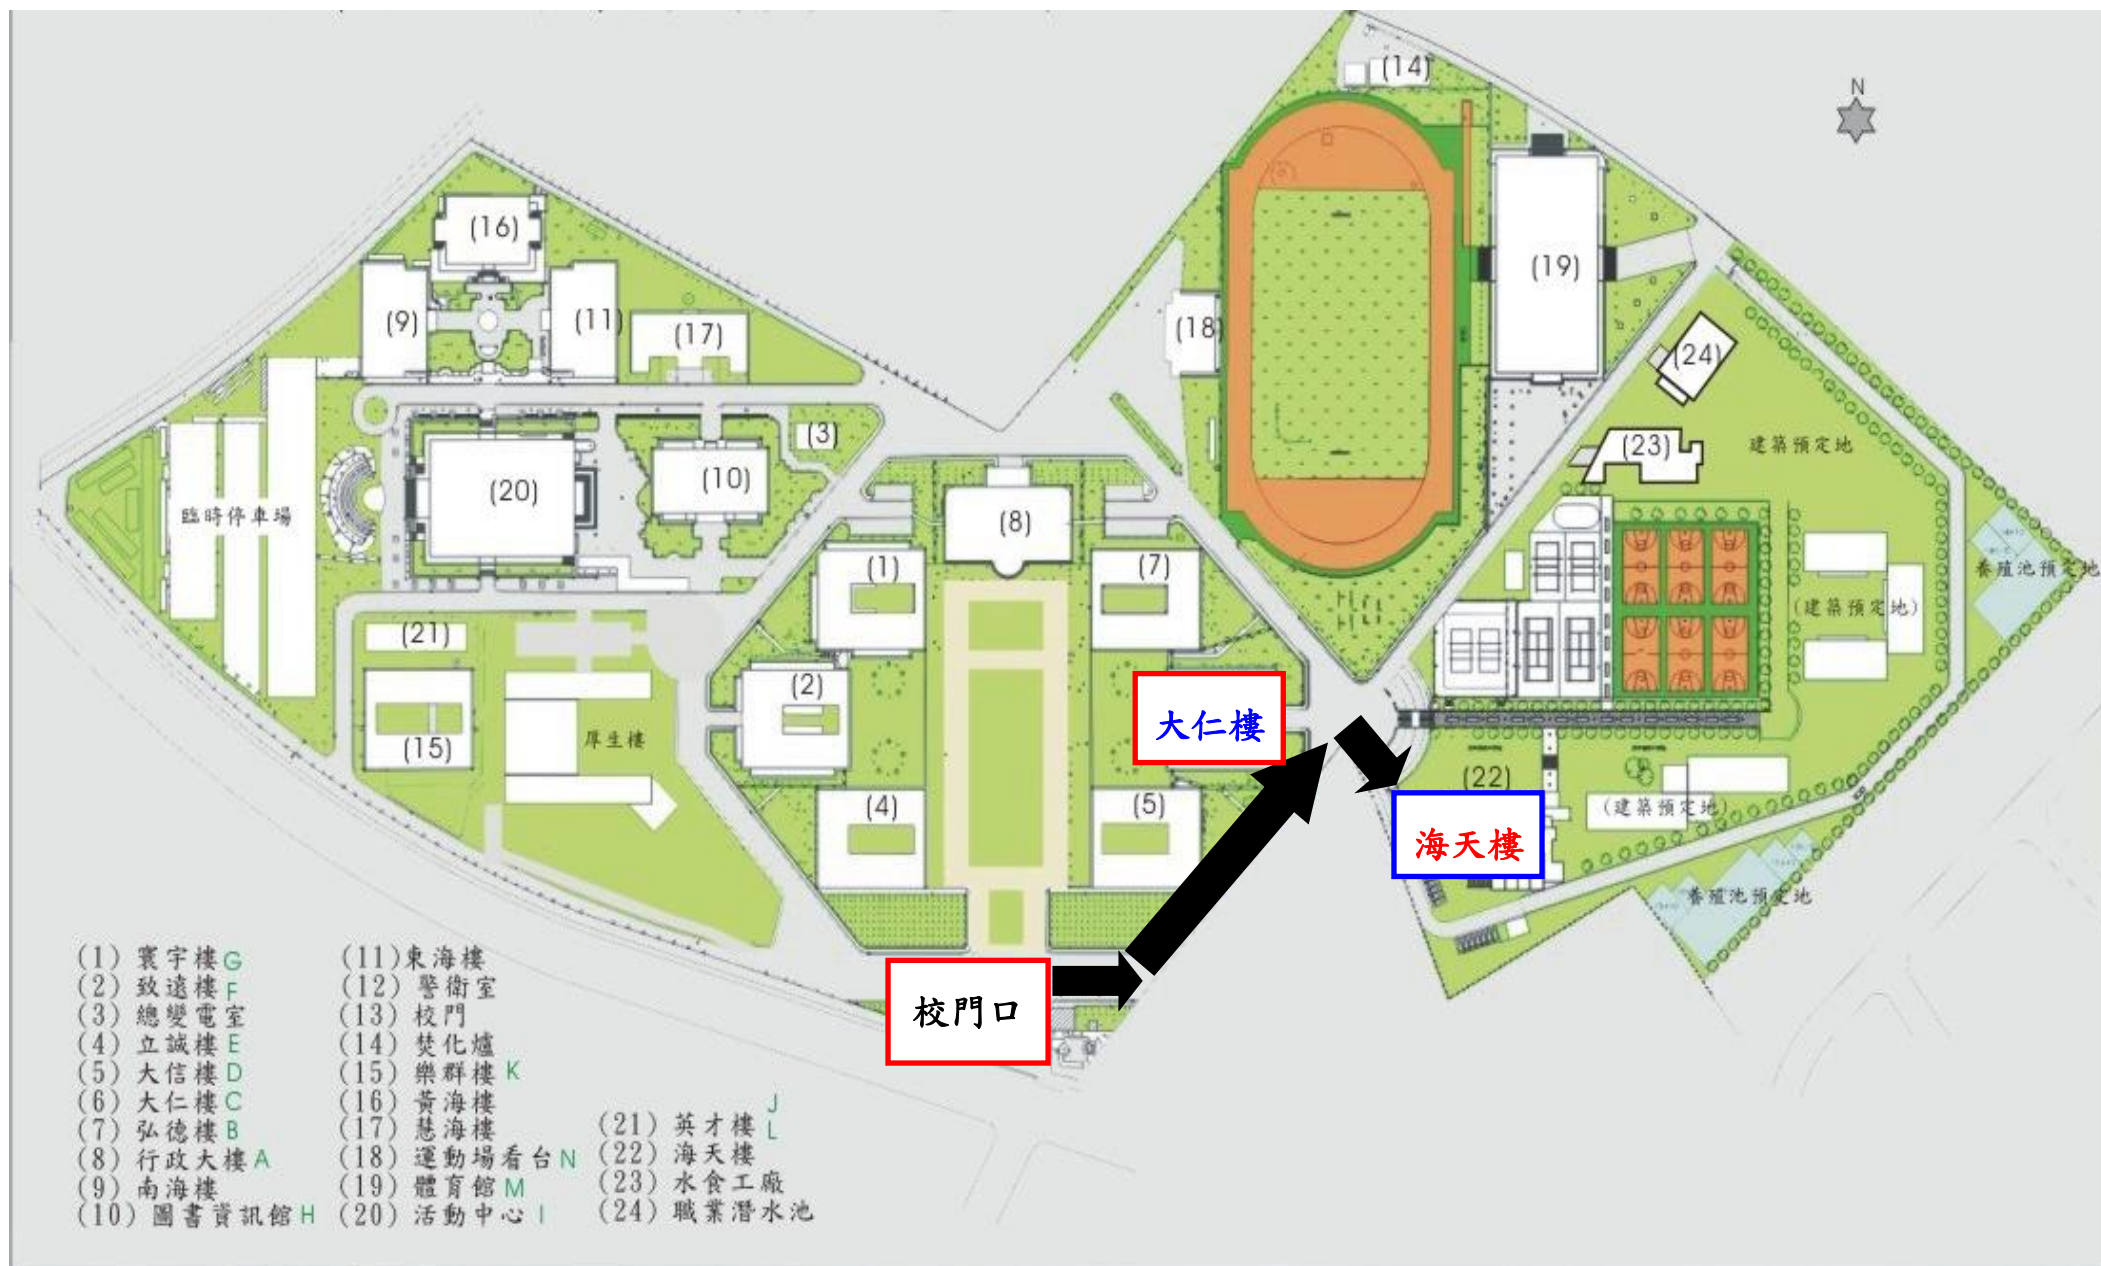 N
(14)
(16)
(19)
(9)
(11)
(17)
(18)
(24)
(3)
(23)
建築預定地
(20)
(10)
臨時停車場
(8)
(1)
(7)
養殖池預定地
(建築預定地)
(21)
(2)
大仁樓
(15)
厚生樓
(22)
(4)
(5)
(建築預定地)
海天樓
養殖池預定地
校門口
(1) 寰宇樓 G
(2) 致遠樓 F
(3) 總變電室
(4) 立誠樓 E
(5) 大信樓 D
(6) 大仁樓 C
(7) 弘德樓 B
(8) 行政大樓 A
(9) 南海樓
(10) 圖書資訊館 H
(11) 東海樓
(12) 警衛室
(13) 校門
(14) 焚化爐
(15) 樂群樓 K
(16) 黃海樓
(17) 慧海樓
(18) 運動場看台 N
(19) 體育館 M
(20) 活動中心 I
J
(21) 英才樓 L
(22) 海天樓
(23) 水食工廠
(24) 職業潛水池